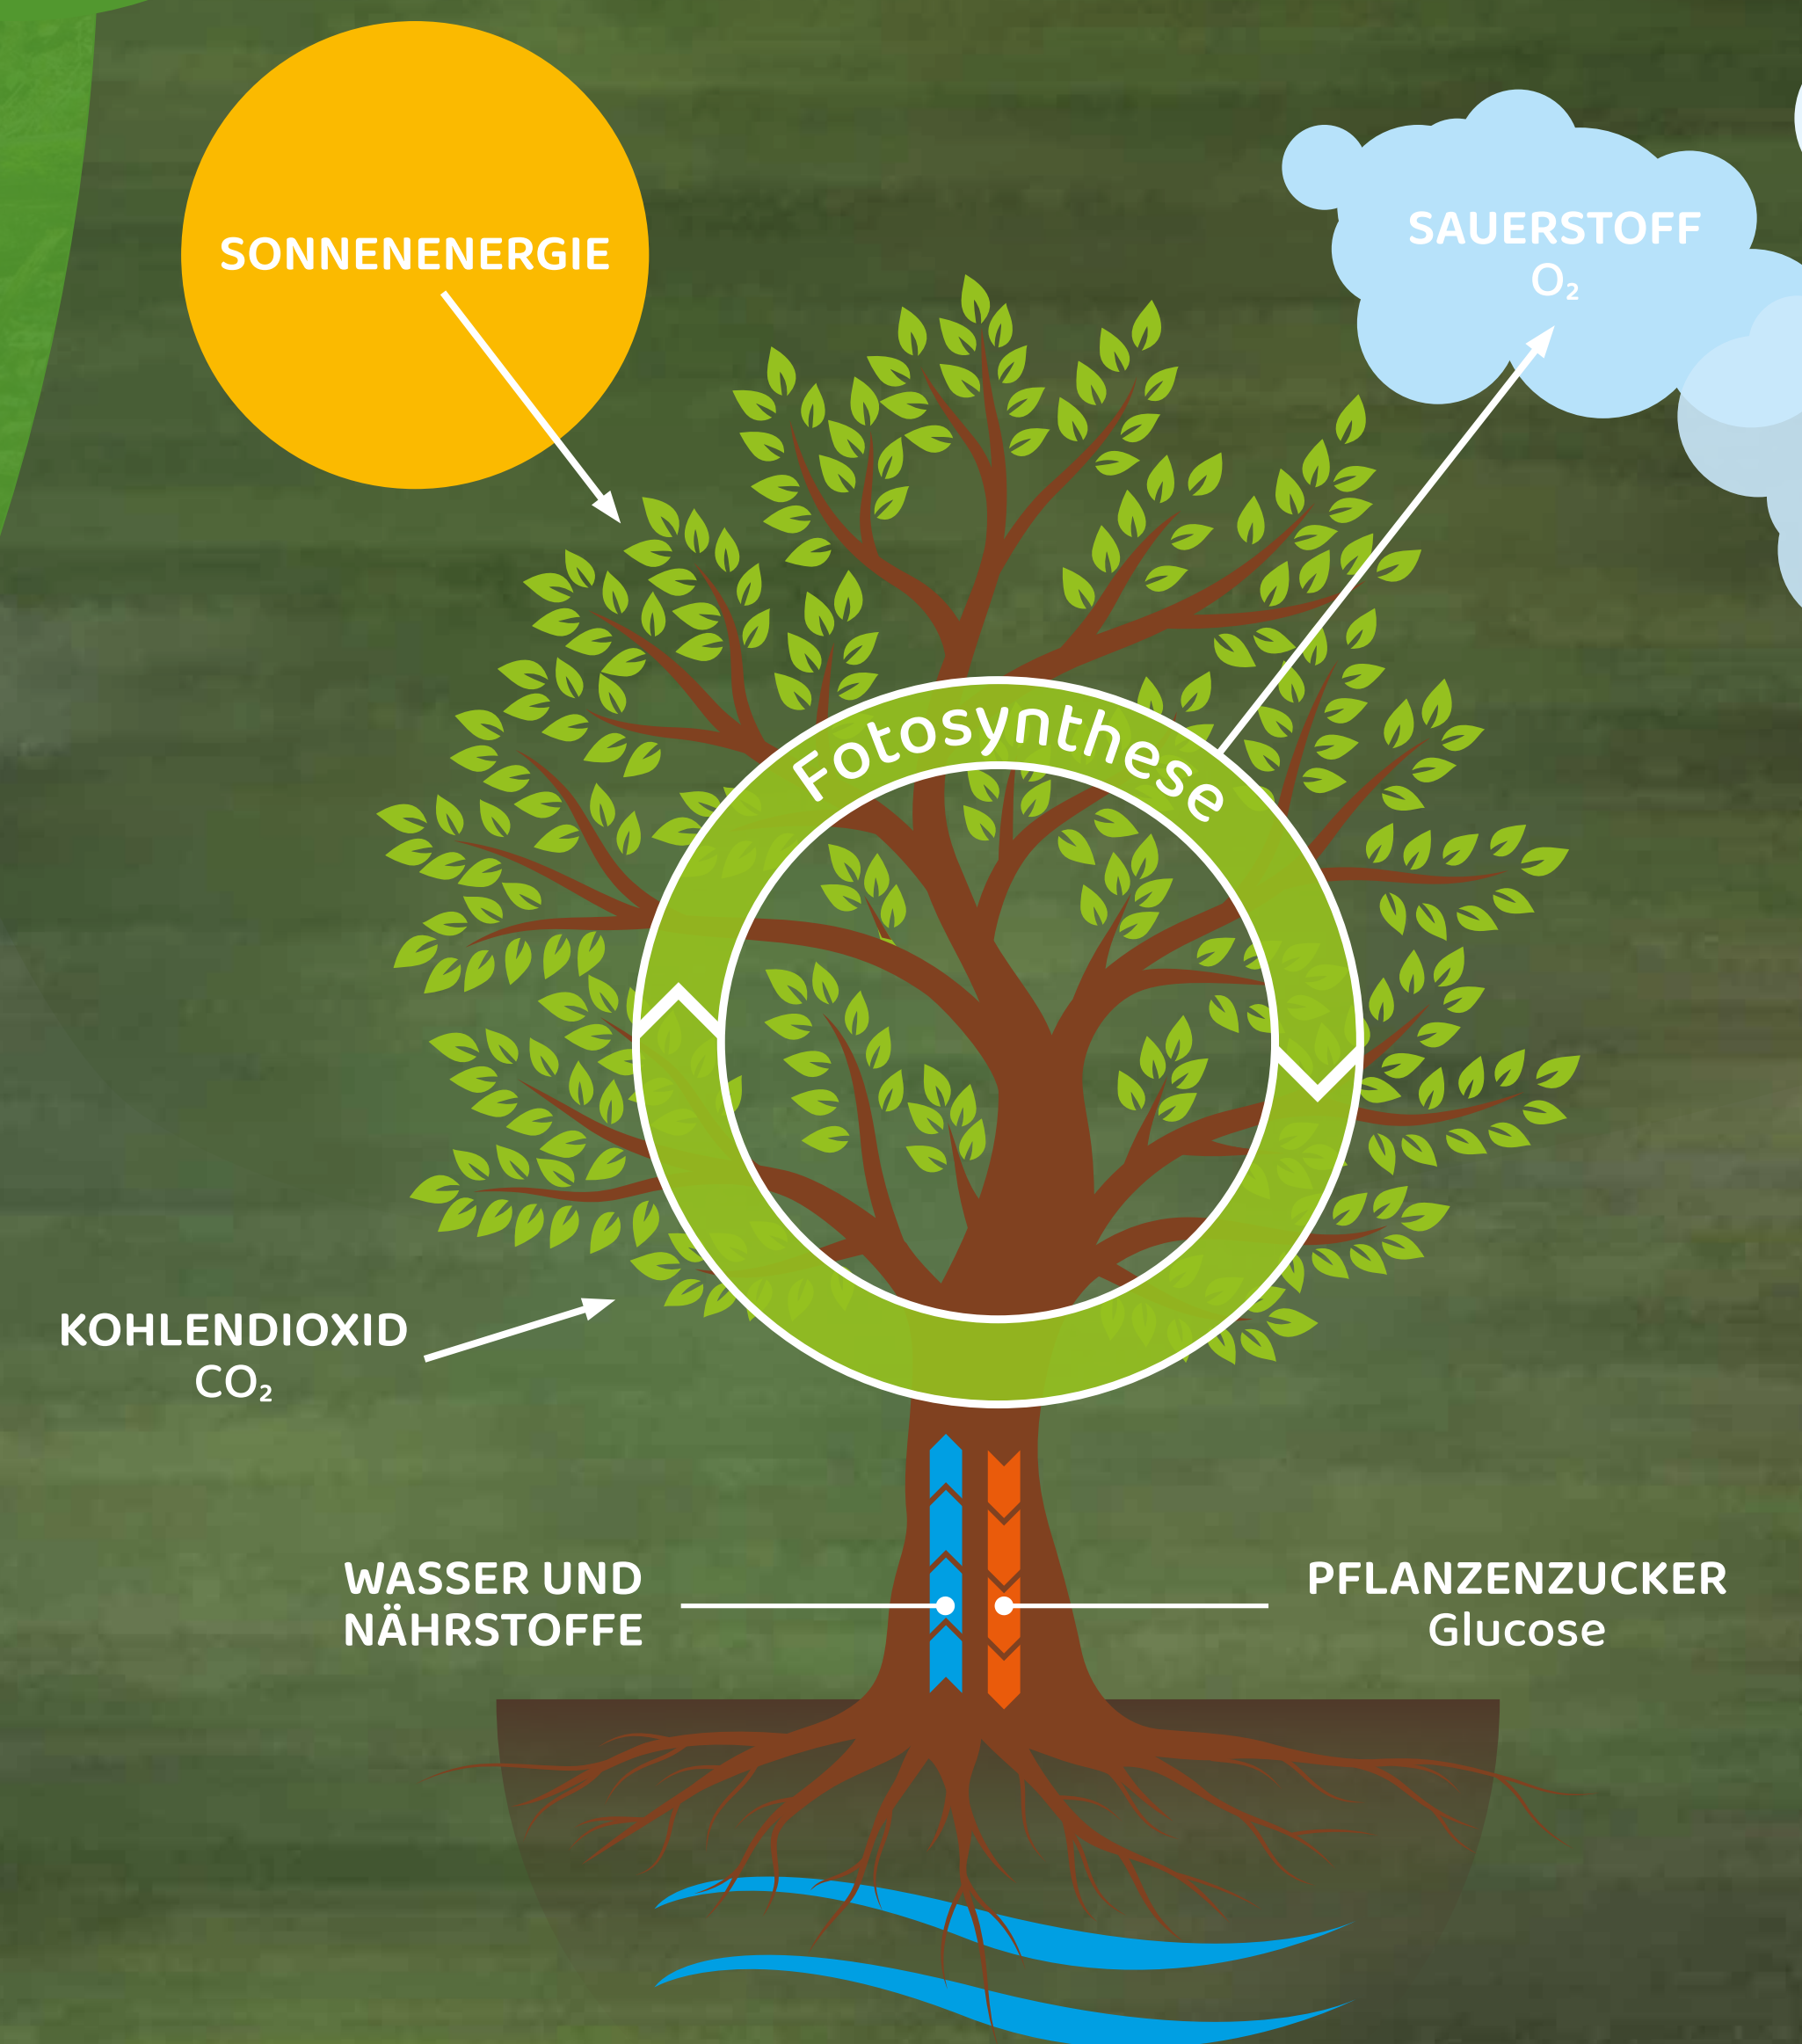 SONNENENERGIE
SAUERSTOFF
O₂
Fotosynthese
KOHLENDIOXID
CO₂
WASSER UND
NÄHRSTOFFE
PFLANZENZUCKER
Glucose